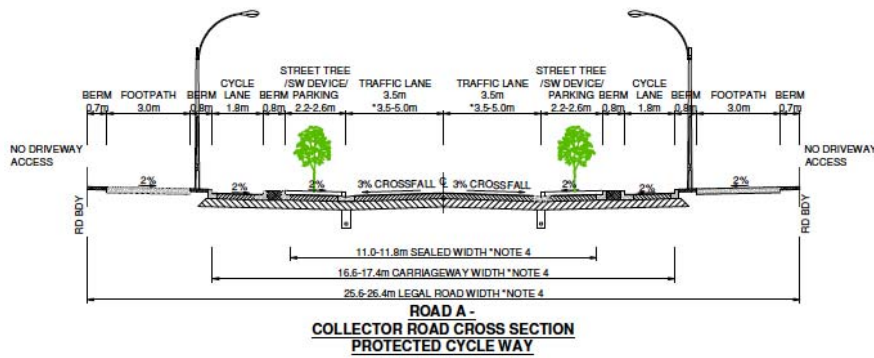 STREET TREE
/SW DEVICE/
PARKING
2.2-2.6m
STREET TREE
/SW DEVICE/
PARKING
2.2-2.6m
BERM
0.7m
FOOTPATH
3.0m
BERM
0.8m
CYCLE
LANE
1.8m
BERM
0.8m
TRAFFIC LANE
3.5m
*3.5-5.0m
TRAFFIC LANE
3.5m
*3.5-5.0m
BERM
0.8m
CYCLE
LANE
1.8m
BERM
0.8m
FOOTPATH
3.0m
BERM
0.7m
NO DRIVEWAY
ACCESS
NO DRIVEWAY
ACCESS
2%
2%
2%
3% CROSSFALL
℄
3% CROSSFALL
2%
2%
2%
RD BDY
RD BDY
11.0-11.8m SEALED WIDTH *NOTE 4
16.6-17.4m CARRIAGEWAY WIDTH *NOTE 4
25.6-26.4m LEGAL ROAD WIDTH *NOTE 4
ROAD A -
COLLECTOR ROAD CROSS SECTION
PROTECTED CYCLE WAY